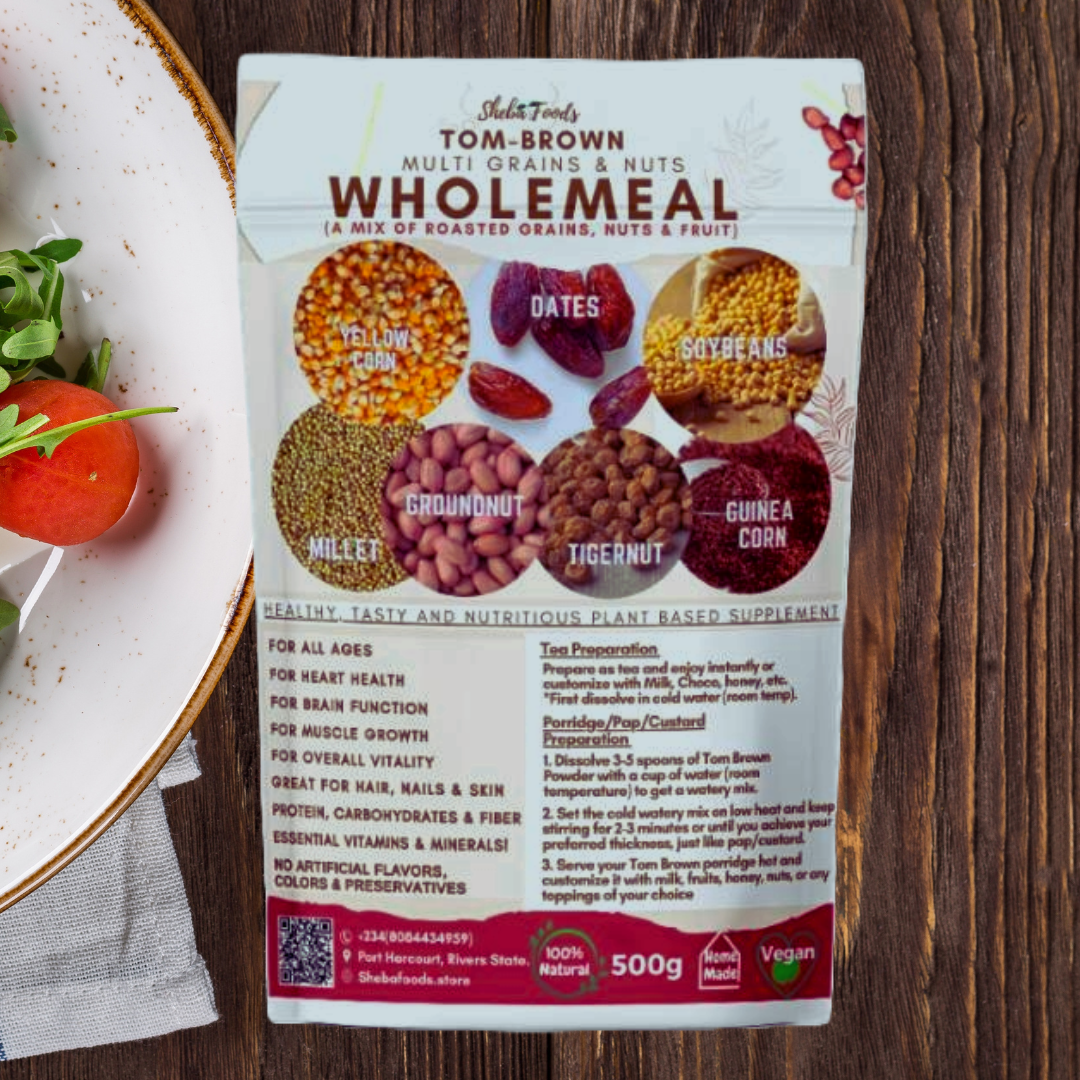 Sheba Foods
TOM-BROWN
MULTI GRAINS & NUTS
WHOLEMEAL
(A MIX OF ROASTED GRAINS, NUTS & FRUIT)
YELLOW
CORN
DATES
SOYBEANS
MILLET
GROUNDNUT
TIGERNUT
GUINEA
CORN
HEALTHY, TASTY AND NUTRITIOUS PLANT BASED SUPPLEMENT
FOR ALL AGES
FOR HEART HEALTH
FOR BRAIN FUNCTION
FOR MUSCLE GROWTH
FOR OVERALL VITALITY
GREAT FOR HAIR, NAILS & SKIN
PROTEIN, CARBOHYDRATES & FIBER
ESSENTIAL VITAMINS & MINERALS!
NO ARTIFICIAL FLAVORS,
COLORS & PRESERVATIVES
Tea Preparation
Prepare as tea and enjoy instantly or
customize with Milk, Choco, honey, etc.
*First dissolve in cold water (room temp).
Porridge/Pap/Custard
Preparation
1. Dissolve 3-5 spoons of Tom Brown
Powder with a cup of water (room
temperature) to get a watery mix.
2. Set the cold watery mix on low heat and keep
stirring for 2-3 minutes or until you achieve your
preferred thickness, just like pap/custard.
3. Serve your Tom Brown porridge hot and
customize it with milk, fruits, honey, nuts, or any
toppings of your choice
+234(8084434959)
Port Harcourt, Rivers State.
Shebafoods.store
100%
Natural
500g
Home
Made
Vegan